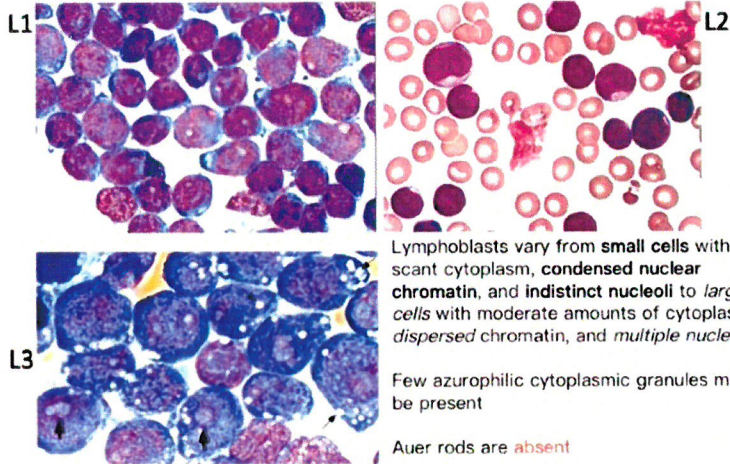 L1
L2
Lymphoblasts vary from small cells with
scant cytoplasm, condensed nuclear
chromatin, and indistinct nucleoli to
cells with moderate amounts of
dispersed chromatin, and multiple
Few azurophilic cytoplasmic granules
be present
L3
Auer rods are absent